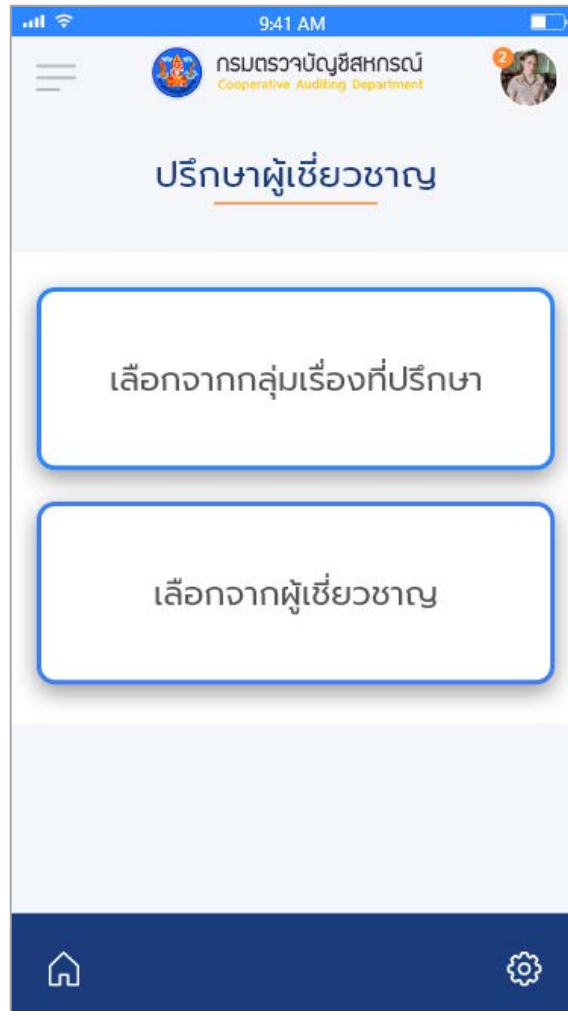 9:41 AM
กรมตรวจบัญชีสหกรณ์
Cooperative Auditing Department
2
ปรึกษาผู้เชี่ยวชาญ
เลือกจากกลุ่มเรื่องที่ปรึกษา
เลือกจากผู้เชี่ยวชาญ